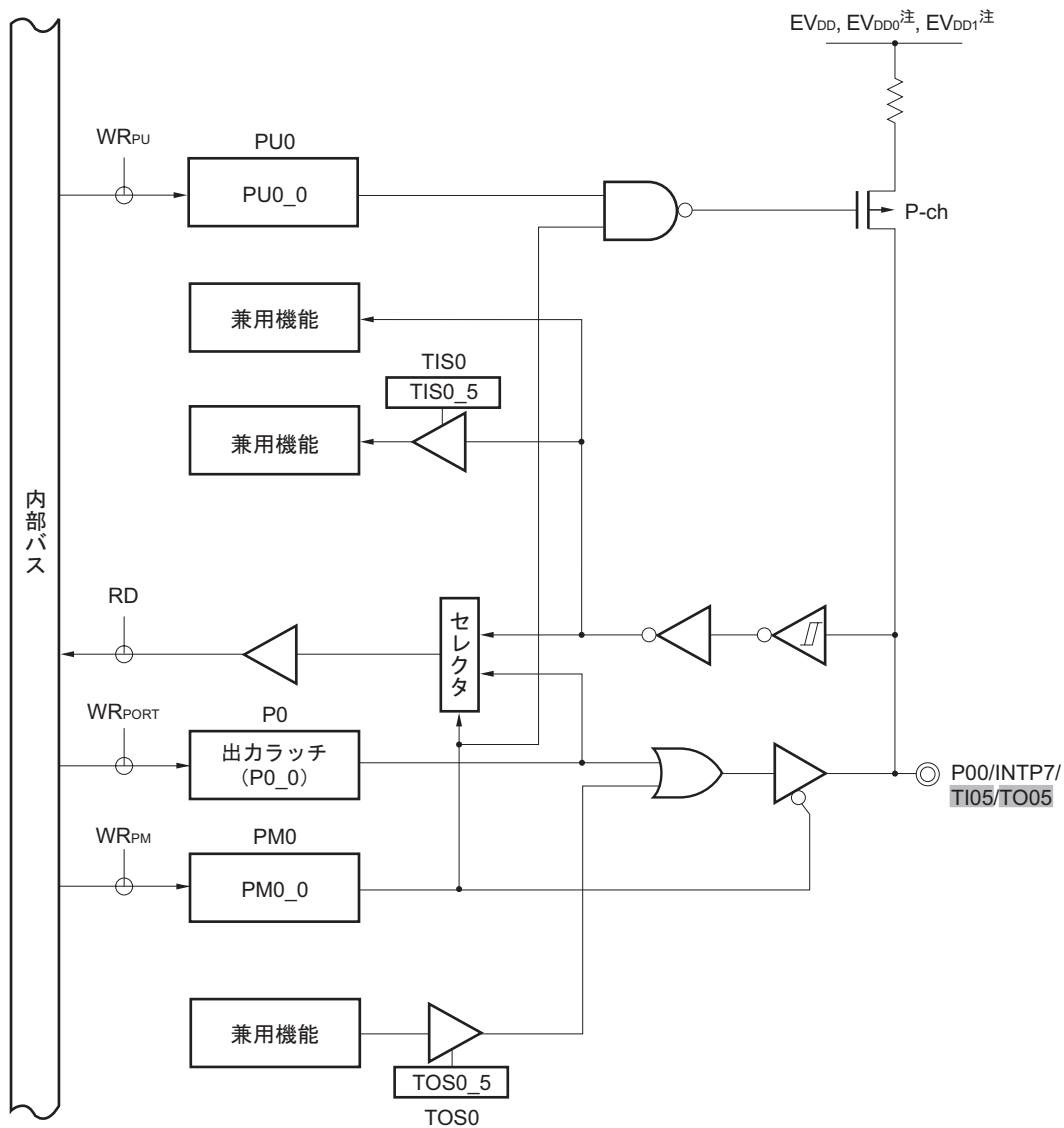 EVDD, EVDD0注, EVDD1注
WRPU
PU0
PU0_0
P-ch
兼用機能
TIS0
TIS0_5
兼用機能
内部バス
RD
セレクタ
WRPORT
P0
出力ラッチ
（P0_0）
P00/INTP7/
TI05/TO05
WRPM
PM0
PM0_0
兼用機能
TOS0_5
TOS0